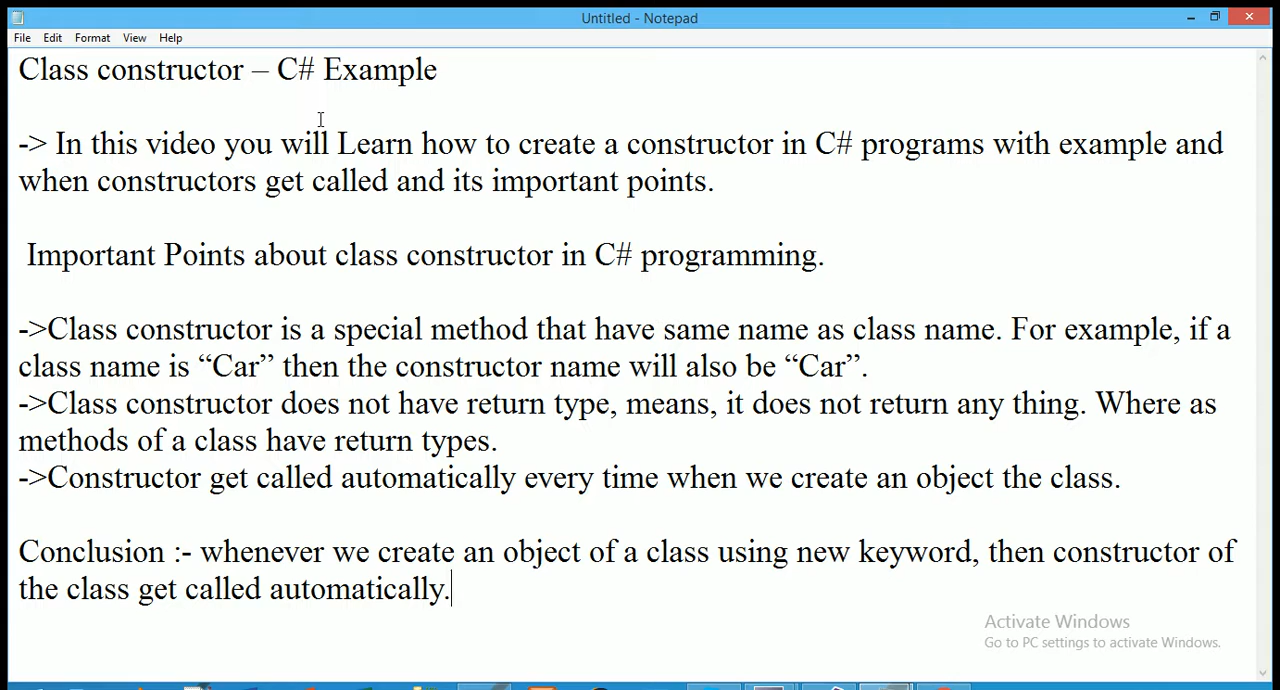 Untitled - Notepad
File Edit Format View Help
Class constructor – C# Example
-> In this video you will Learn how to create a constructor in C# programs with example and
when constructors get called and its important points.
Important Points about class constructor in C# programming.
->Class constructor is a special method that have same name as class name. For example, if a
class name is “Car” then the constructor name will also be “Car”.
->Class constructor does not have return type, means, it does not return any thing. Where as
methods of a class have return types.
->Constructor get called automatically every time when we create an object the class.
Conclusion :- whenever we create an object of a class using new keyword, then constructor of
the class get called automatically.
Activate Windows
Go to PC settings to activate Windows.